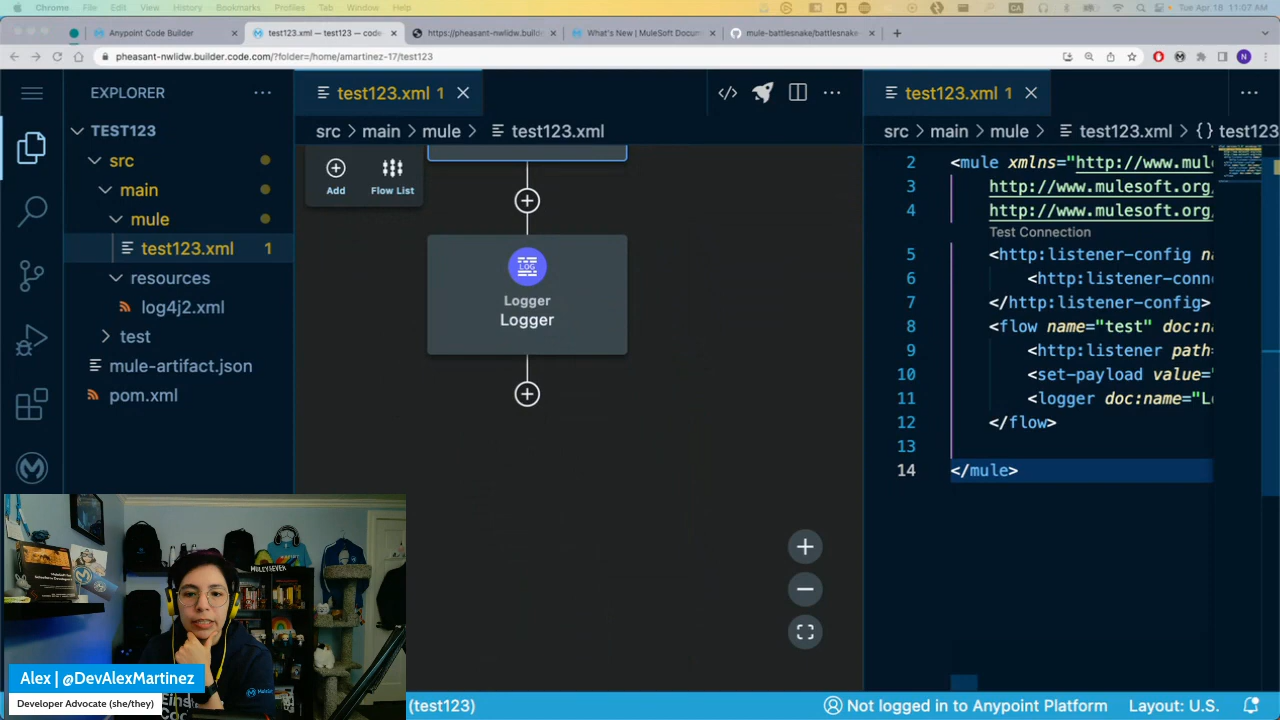 Chrome File Edit View History Bookmarks Profiles Tab Window Help
Tue Apr 18 11:07 AM
Anypoint Code Builder
test123.xml — test123 — code
https://pheasant-nwlidw.build
What's New | MuleSoft Docum
mule-battlesnake/battlesnake
pheasant-nwlidw.builder.code.com/?folder=/home/amartinez-17/test123
N
EXPLORER
TEST123
src
main
mule
test123.xml 1
resources
log4j2.xml
test
mule-artifact.json
pom.xml
test123.xml 1
src > main > mule > test123.xml
Add
Flow List
LOG
Logger
Logger
test123.xml 1
src > main > mule > test123.xml > {} test123
2 <mule xmlns="http://www.mule
3 http://www.mulesoft.org/
4 http://www.mulesoft.org/
Test Connection
5 <http:listener-config n
6 <http:listener-conn
7 </http:listener-config>
8 <flow name="test" doc:n
9 <http:listener path=
10 <set-payload value="
11 <logger doc:name="Lo
12 </flow>
13
14 </mule>
MULEY4EVER
Alex | @DevAlexMartinez
Developer Advocate (she/they)
(test123)
Not logged in to Anypoint Platform
Layout: U.S.